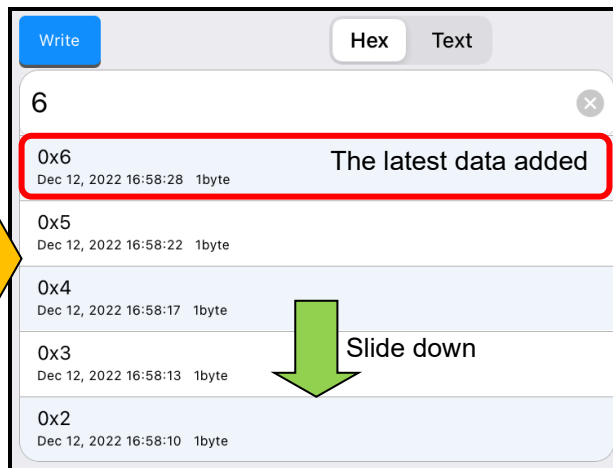 Write
Hex Text
6
0x6
Dec 12, 2022 16:58:28 1byte
The latest data added
0x5
Dec 12, 2022 16:58:22 1byte
0x4
Dec 12, 2022 16:58:17 1byte
0x3
Dec 12, 2022 16:58:13 1byte
Slide down
0x2
Dec 12, 2022 16:58:10 1byte